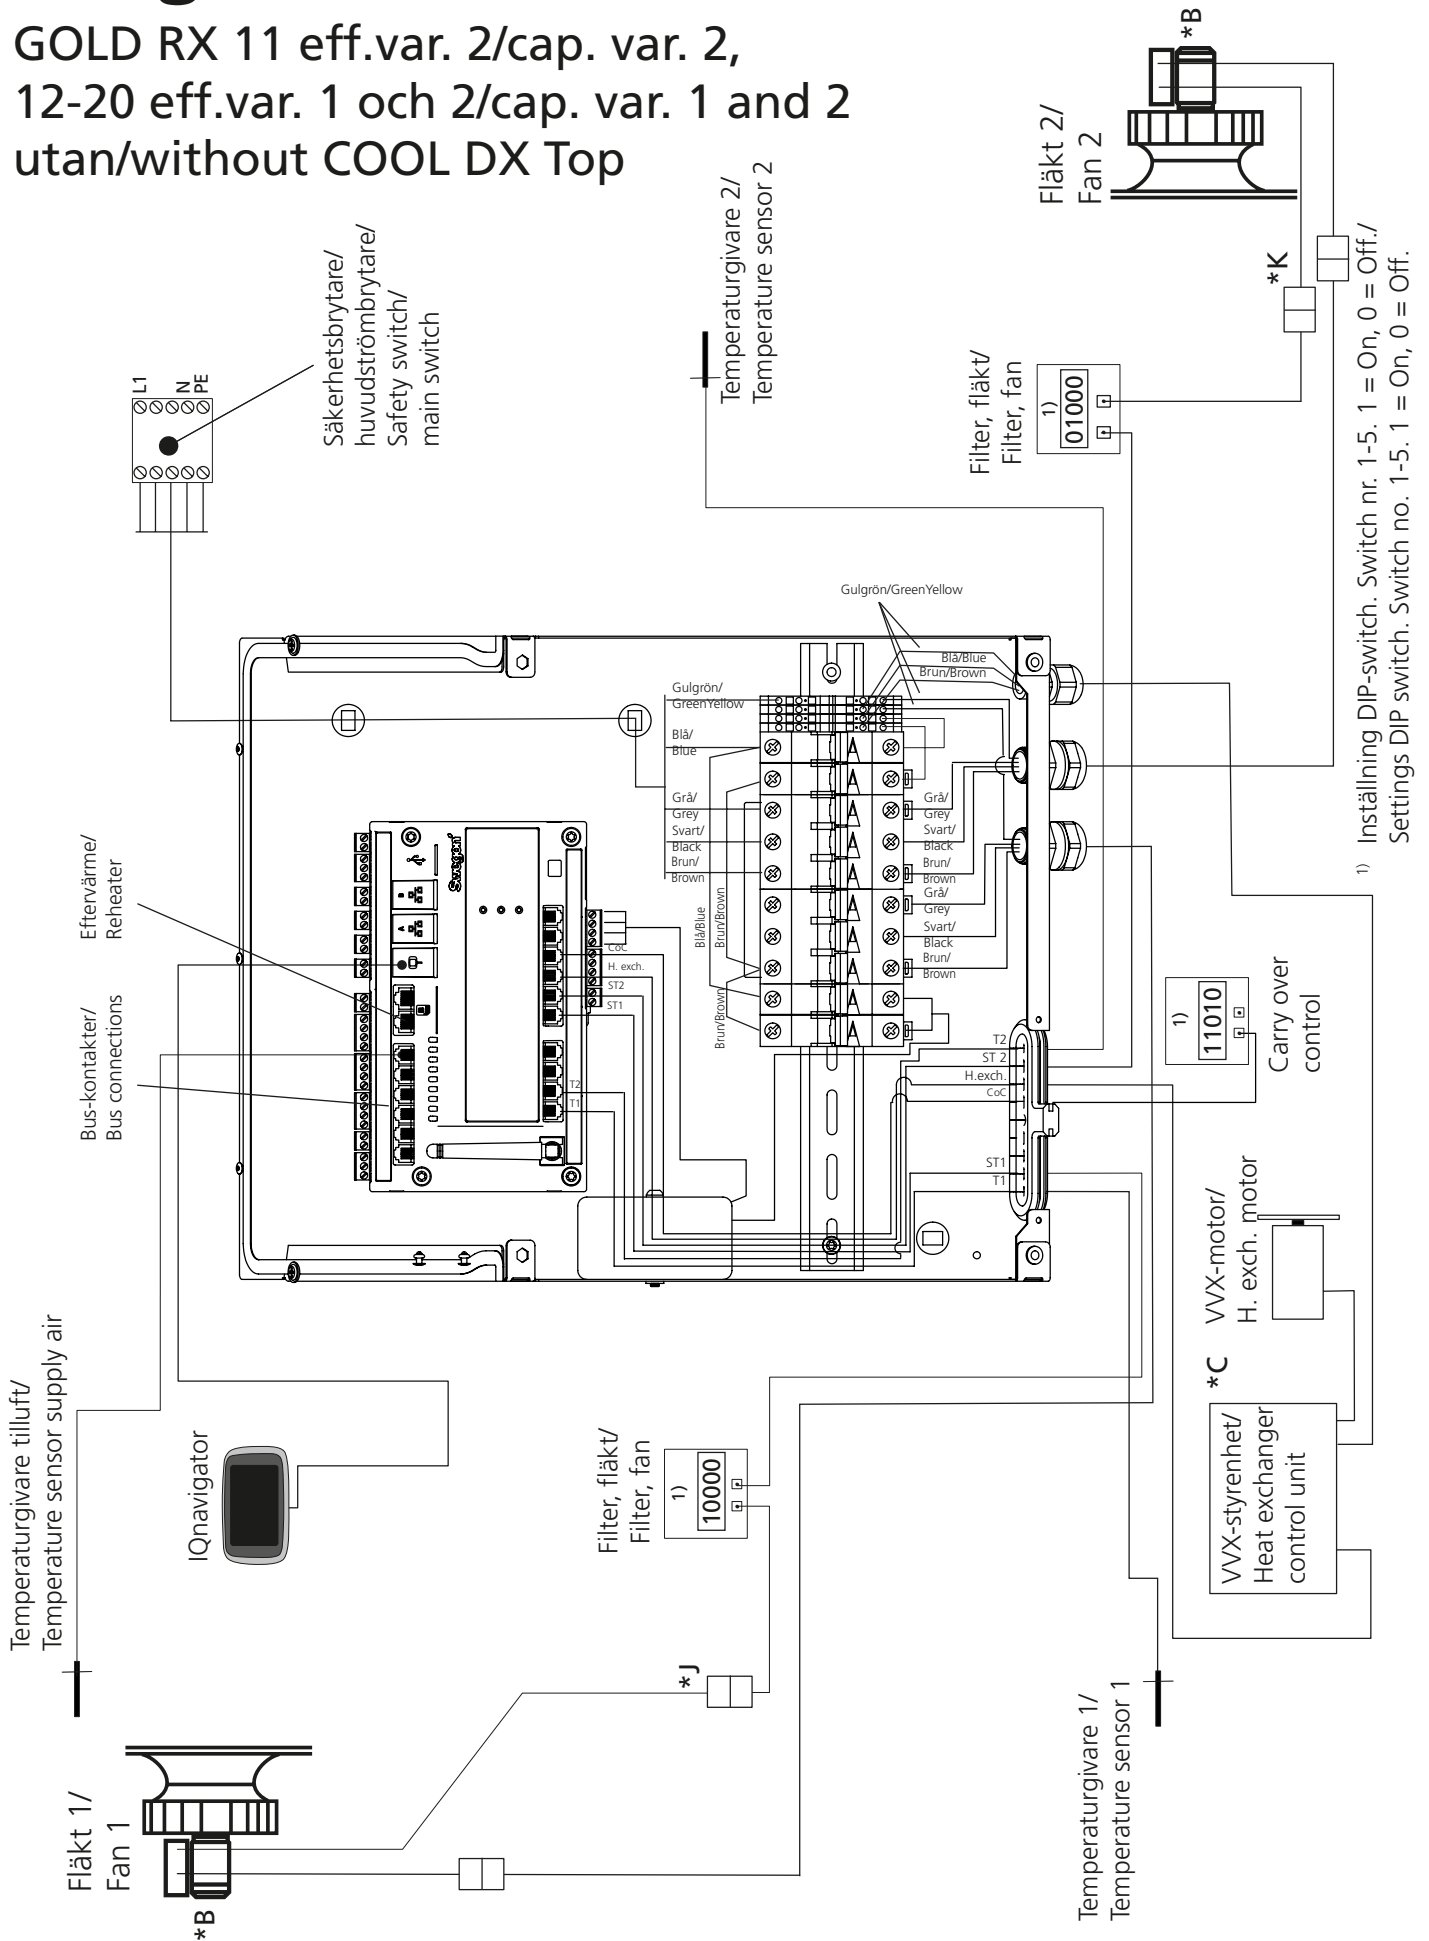 GOLD RX 11 eff.var. 2/cap. var. 2,
12-20 eff.var. 1 och 2/cap. var. 1 and 2
utan/without COOL DX Top
*B
Fläkt 2/
Fan 2
*K
1) Inställning DIP-switch. Switch nr. 1-5. 1 = On, 0 = Off./
Settings DIP switch. Switch no. 1-5. 1 = On, 0 = Off.
Temperaturgivare 2/
Temperature sensor 2
Säkerhetsbrytare/
huvudströmbrytare/
Safety switch/
main switch
L1
N
PE
Filter, fläkt/
Filter, fan
1)
01000
Gulgrön/GreenYellow
Blå/Blue
Brun/Brown
Gulgrön/
GreenYellow
Blå/
Blue
Grå/
Grey
Svart/
Black
Brun/
Brown
Grå/
Grey
Svart/
Black
Brun/
Brown
Grå/
Grey
Svart/
Black
Brun/
Brown
Blå/Blue
Brun/Brown
Brun/Brown
Eftervärme/
Reheater
Bus-kontakter/
Bus connections
Swegon
A
B
CoC
H. exch.
ST2
ST1
T2
T1
T2
ST 2
H.exch.
CoC
ST1
T1
1)
11010
Carry over
control
VVX-motor/
H. exch. motor
*C
VVX-styrenhet/
Heat exchanger
control unit
Temperaturgivare tilluft/
Temperature sensor supply air
IQnavigator
Filter, fläkt/
Filter, fan
1)
10000
*J
Temperaturgivare 1/
Temperature sensor 1
Fläkt 1/
Fan 1
*B